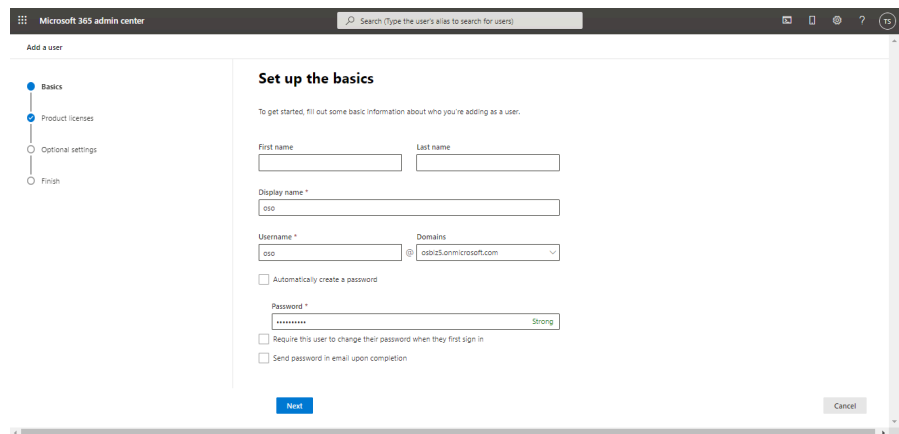 Microsoft 365 admin center
Search (Type the user's alias to search for users)
?
TS
Add a user
Basics
Product licenses
Optional settings
Finish
Set up the basics
To get started, fill out some basic information about who you're adding as a user.
First name Last name
Display name *
oso
Username * Domains
oso @ osbiz5.onmicrosoft.com
Automatically create a password
Password *
•••••••••• Strong
Require this user to change their password when they first sign in
Send password in email upon completion
Next Cancel